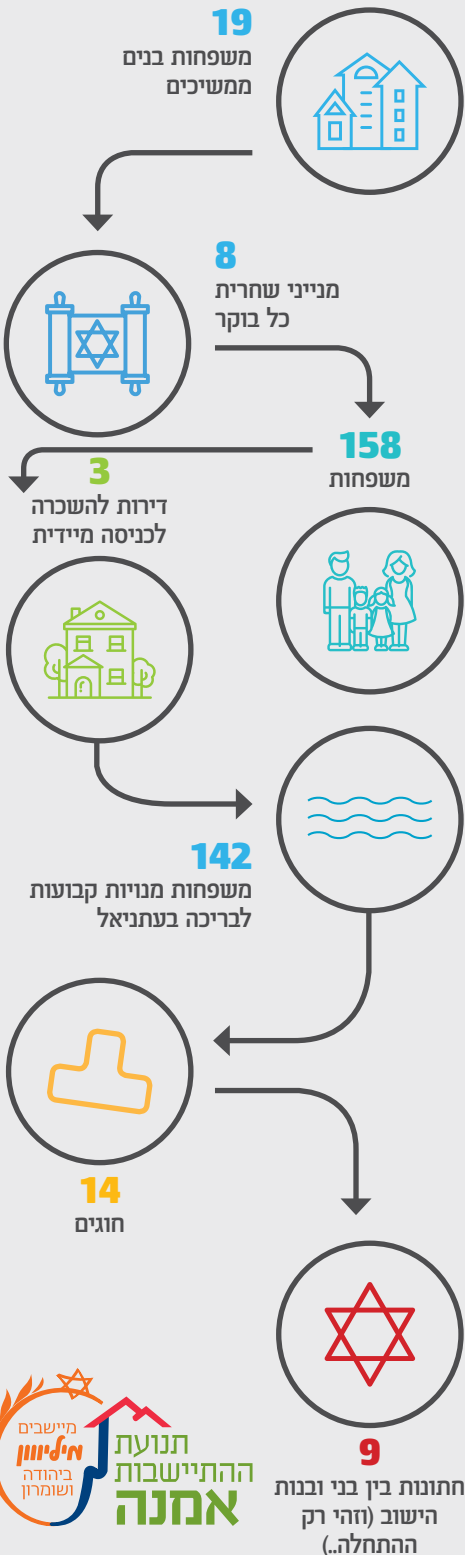 19
משפחות בנים
ממשיכים
8
מנייני שחרית
כל בוקר
158
משפחות
3
דירות להשכרה
לכניסה מיידית
142
משפחות מנויות קבועות
לבריכה בעתניאל
14
חוגים
9
חתונות בין בני ובנות
הישוב (וזהי רק
ההתחלה..)
תנועת
ההתיישבות
אמנה
מיישבים
מיליווון
ביהודה
ושומרון